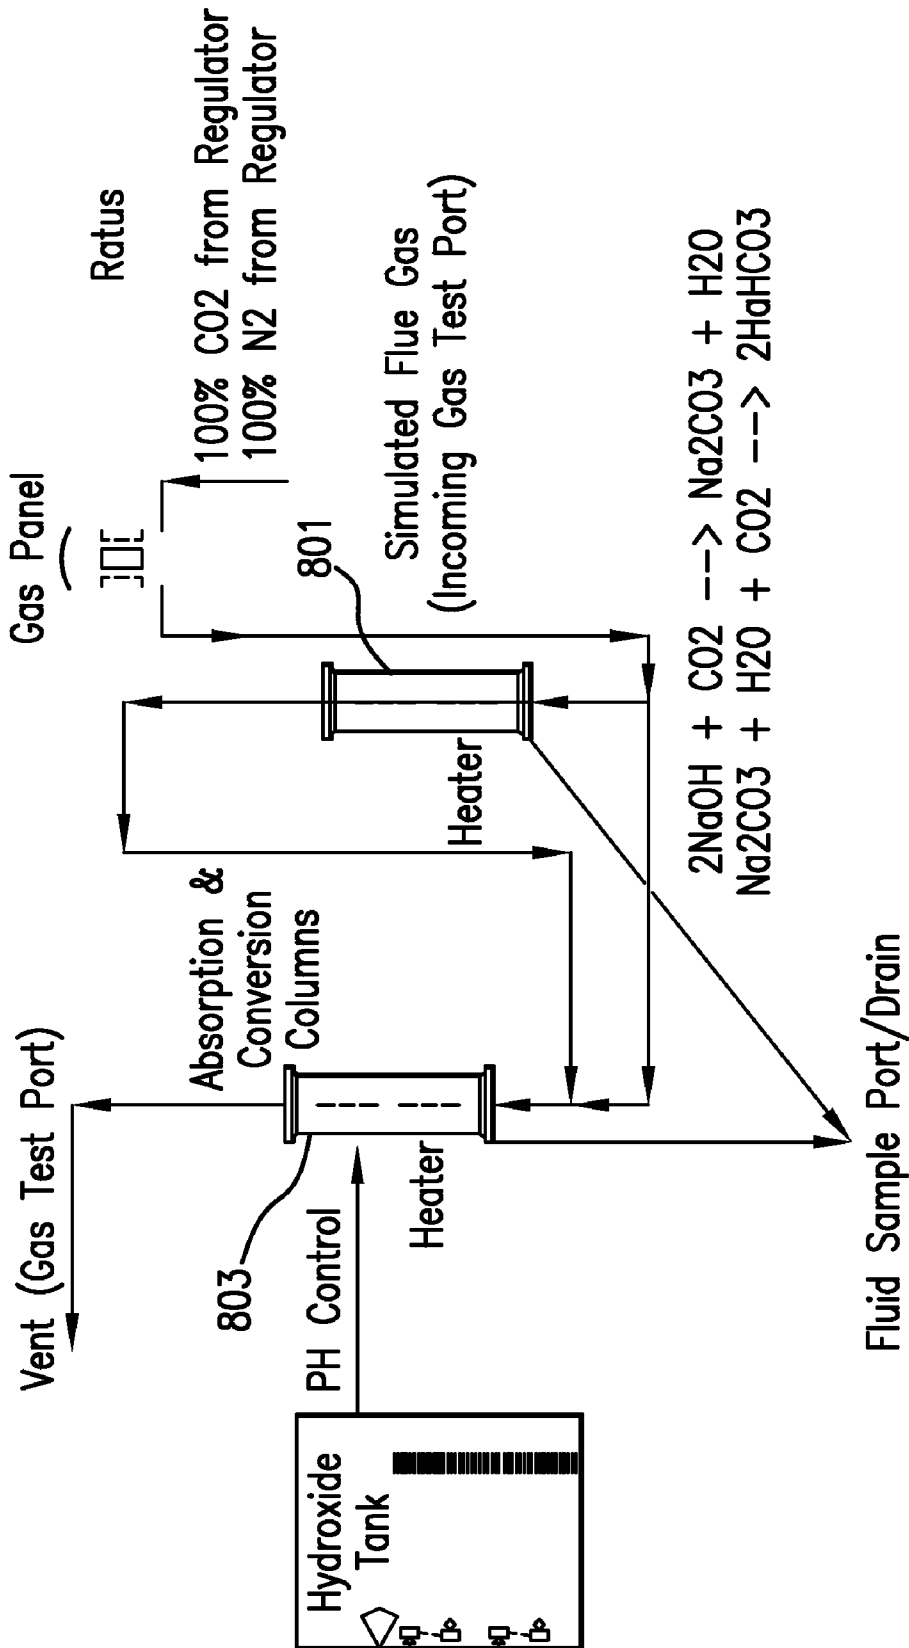 Vent (Gas Test Port)
Gas Panel
Ratus
100% CO2 from Regulator
100% N2 from Regulator
Absorption &
Conversion
Columns
803
801
Simulated Flue Gas
(Incoming Gas Test Port)
Hydroxide
Tank
PH Control
Heater
Heater
2NaOH + CO2 --> Na2CO3 + H2O
Na2CO3 + H2O + CO2 --> 2HaHCO3
Fluid Sample Port/Drain